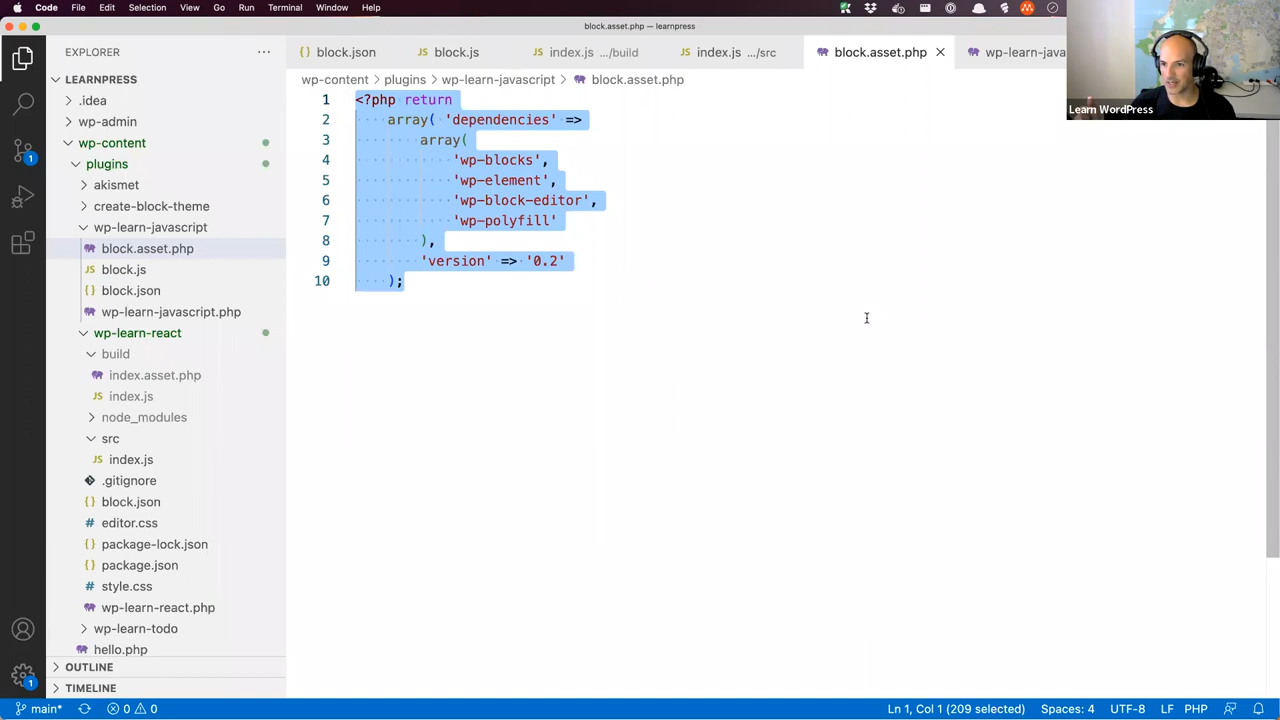 Code File Edit Selection View Go Run Terminal Window Help
block.asset.php — learnpress
EXPLORER
block.json
block.js
index.js .../build
index.js .../src
block.asset.php
wp-learn-java
Learn WordPress
LEARNPRESS
wp-content > plugins > wp-learn-javascript > block.asset.php
.idea
wp-admin
wp-content
plugins
akismet
create-block-theme
wp-learn-javascript
block.asset.php
block.js
block.json
wp-learn-javascript.php
wp-learn-react
build
index.asset.php
index.js
node_modules
src
index.js
.gitignore
block.json
editor.css
package-lock.json
package.json
style.css
wp-learn-react.php
wp-learn-todo
hello.php
OUTLINE
TIMELINE
1 <?php return
2 array( 'dependencies' =>
3 array(
4 'wp-blocks',
5 'wp-element',
6 'wp-block-editor',
7 'wp-polyfill'
8 ),
9 'version' => '0.2'
10 );
1
1
main* 0 0 Ln 1, Col 1 (209 selected) Spaces: 4 UTF-8 LF PHP